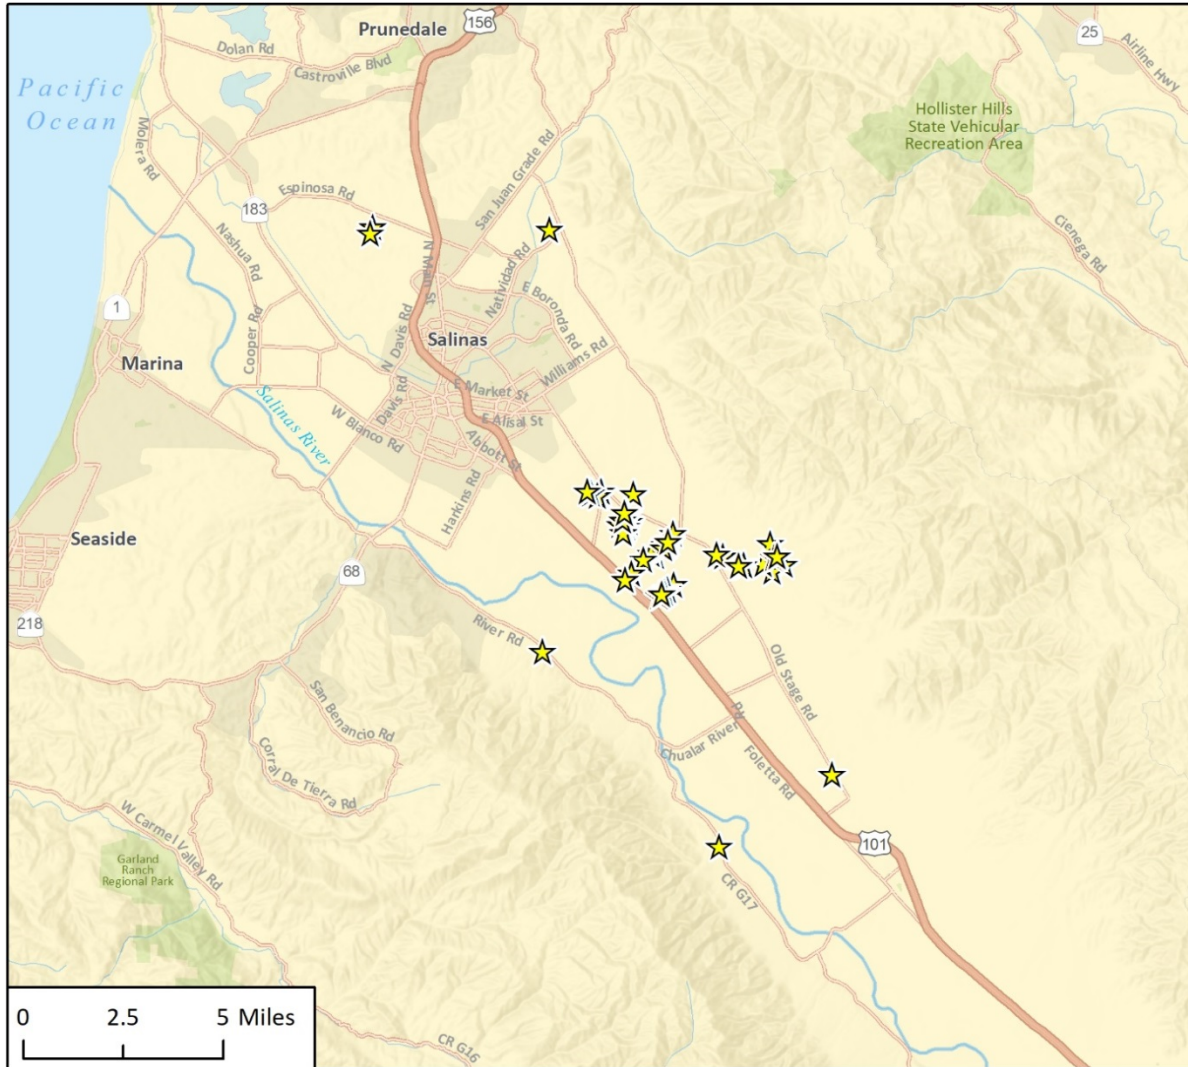 Prunedale
156
25
Dolan Rd
Castroville Blvd
Airline Hwy
Pacific
Ocean
Molera Rd
Hollister Hills
State Vehicular
Recreation Area
San Juan Grade Rd
Espinosa Rd
183
Nashua Rd
N Main St
Natividad Rd
Cienega Rd
E Boronda Rd
1
Cooper Rd
N Davis Rd
Salinas
Marina
Williams Rd
E Market St
Davis Rd
Salinas River
W Blanco Rd
E Alisal St
Abbott St
Harkins Rd
Seaside
68
218
River Rd
Old Stage Rd
San Benancio Rd
Corral De Tierra Rd
Chualar River
Rd
Foletta Rd
W Carmel Valley Rd
101
Garland
Ranch
Regional Park
CR G17
0 2.5 5 Miles
CR G16